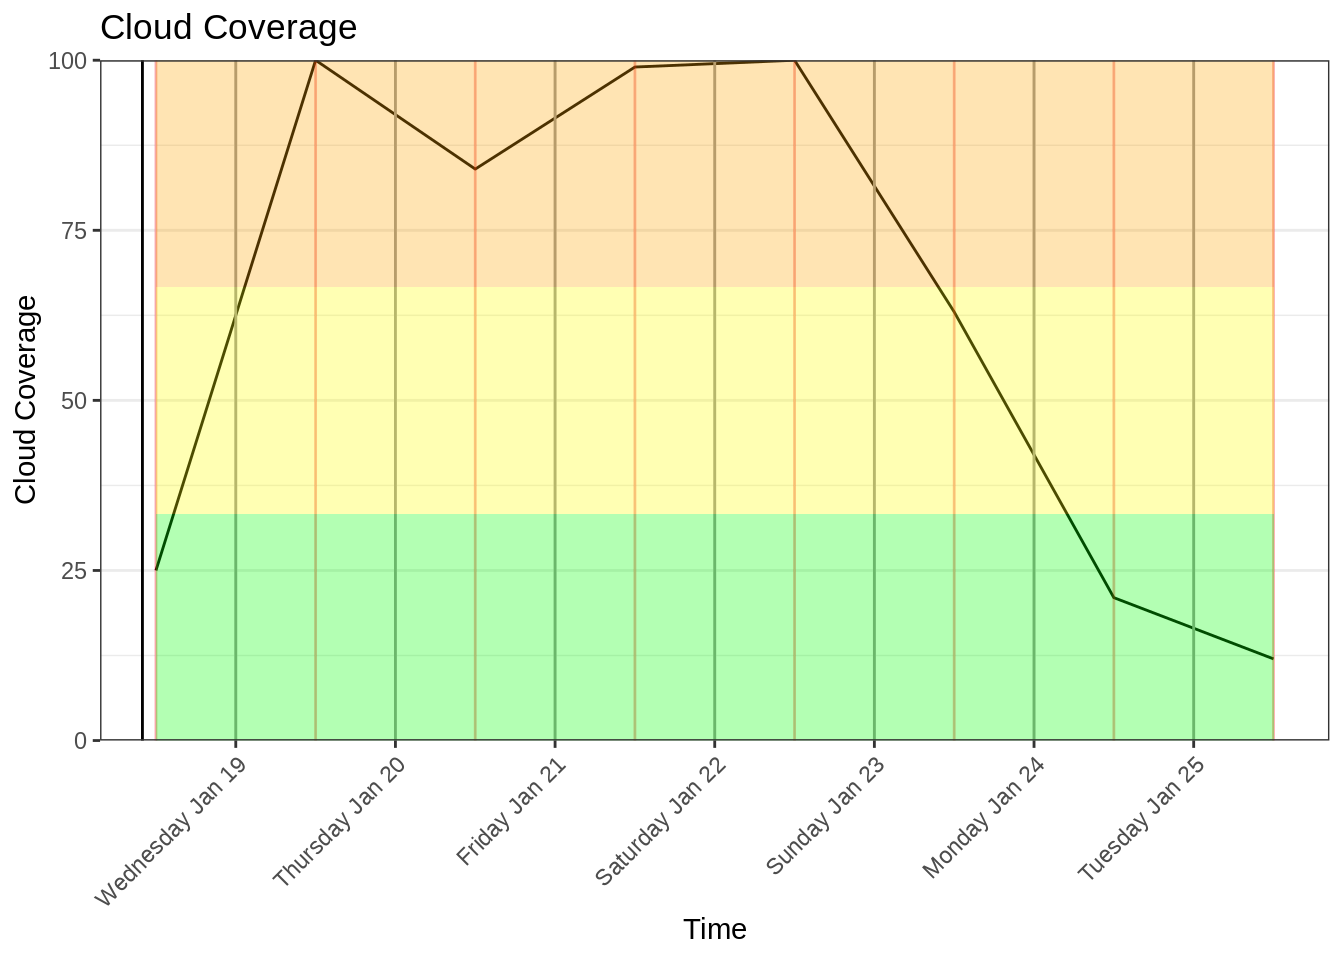 Cloud Coverage
100
75
50
25
0
Cloud Coverage
Wednesday Jan 19
Thursday Jan 20
Friday Jan 21
Saturday Jan 22
Sunday Jan 23
Monday Jan 24
Tuesday Jan 25
Time